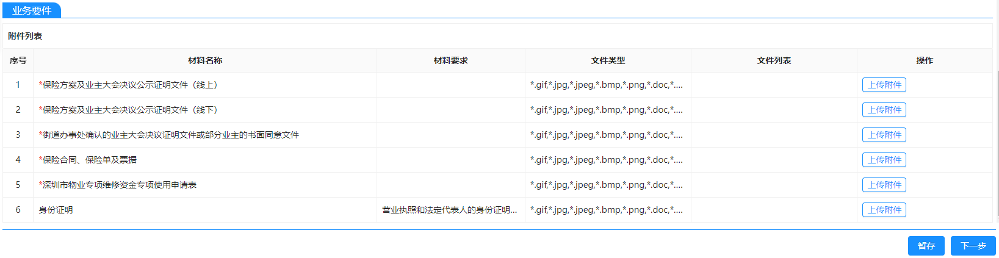 业务要件
附件列表
序号 材料名称 材料要求 文件类型 文件列表 操作
1 *保险方案及业主大会决议公示证明文件（线上） *.gif,*.jpg,*.jpeg,*.bmp,*.png,*.doc,*.... 上传附件
2 *保险方案及业主大会决议公示证明文件（线下） *.gif,*.jpg,*.jpeg,*.bmp,*.png,*.doc,*.... 上传附件
3 *街道办事处确认的业主大会决议证明文件或部分业主的书面同意文件 *.gif,*.jpg,*.jpeg,*.bmp,*.png,*.doc,*.... 上传附件
4 *保险合同、保险单及票据 *.gif,*.jpg,*.jpeg,*.bmp,*.png,*.doc,*.... 上传附件
5 *深圳市物业专项维修资金专项使用申请表 *.gif,*.jpg,*.jpeg,*.bmp,*.png,*.doc,*.... 上传附件
6 身份证明 营业执照和法定代表人的身份证明... *.gif,*.jpg,*.jpeg,*.bmp,*.png,*.doc,*.... 上传附件
暂存 下一步